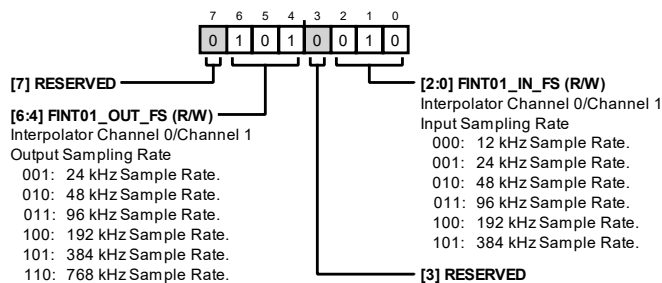 7 6 5 4 3 2 1 0
0 1 0 1 0 0 1 0
[7] RESERVED
[6:4] FINT01_OUT_FS (R/W)
Interpolator Channel 0/Channel 1
Output Sampling Rate
001: 24 kHz Sample Rate.
010: 48 kHz Sample Rate.
011: 96 kHz Sample Rate.
100: 192 kHz Sample Rate.
101: 384 kHz Sample Rate.
110: 768 kHz Sample Rate.
[2:0] FINT01_IN_FS (R/W)
Interpolator Channel 0/Channel 1
Input Sampling Rate
000: 12 kHz Sample Rate.
001: 24 kHz Sample Rate.
010: 48 kHz Sample Rate.
011: 96 kHz Sample Rate.
100: 192 kHz Sample Rate.
101: 384 kHz Sample Rate.
[3] RESERVED